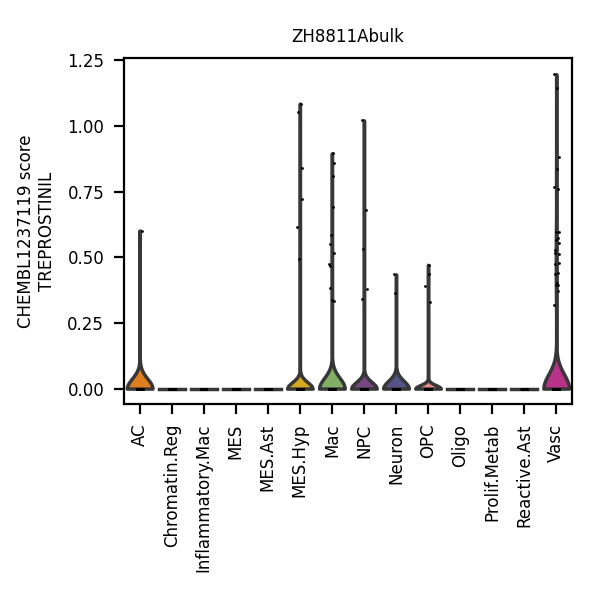 ZH8811Abulk
CHEMBL1237119 score
TREPROSTINIL
1.25
1.00
0.75
0.50
0.25
0.00
AC
Chromatin.Reg
Inflammatory.Mac
MES
MES.Ast
MES.Hyp
Mac
NPC
Neuron
OPC
Oligo
Prolif.Metab
Reactive.Ast
Vasc